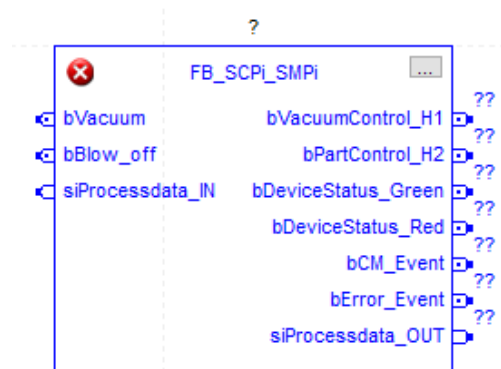 ?
FB_SCPi_SMPi ...
??
bVacuum bVacuumControl_H1
??
bBlow_off bPartControl_H2
??
siProcessdata_IN bDeviceStatus_Green
??
bDeviceStatus_Red
??
bCM_Event
??
bError_Event
??
siProcessdata_OUT